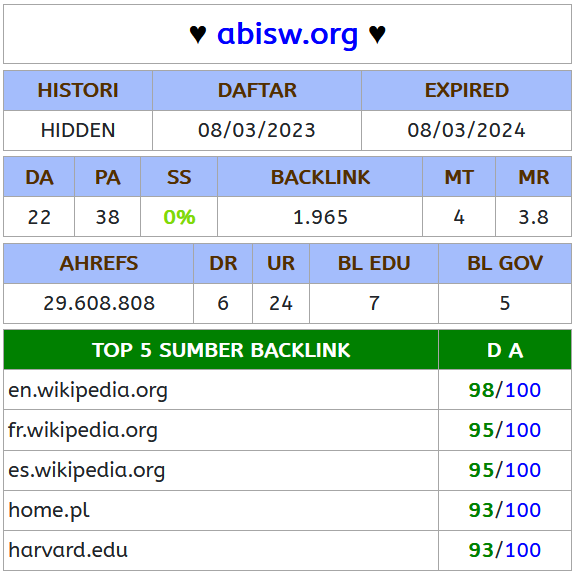 ♥ abisw.org ♥
HISTORI DAFTAR EXPIRED
HIDDEN 08/03/2023 08/03/2024
DA PA SS BACKLINK MT MR
22 38 0% 1.965 4 3.8
AHREFS DR UR BL EDU BL GOV
29.608.808 6 24 7 5
TOP 5 SUMBER BACKLINK D A
en.wikipedia.org 98/100
fr.wikipedia.org 95/100
es.wikipedia.org 95/100
home.pl 93/100
harvard.edu 93/100